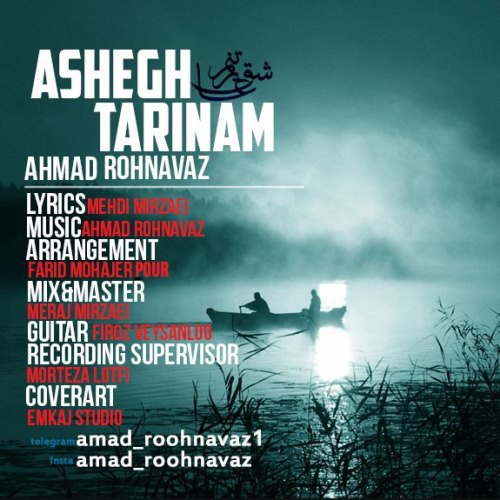 ASHEGH
عاشق ترینم
TARINAM
AHMAD ROHNAVAZ
LYRICS MEHDI MIRZAEI
MUSIC AHMAD ROHNAVAZ
ARRANGEMENT
FARID MOHAJER POUR
MIX&MASTER
MERAJ MIRZAEI
GUITAR FIROZ VEYSANLOO
RECORDING SUPERVISOR
MORTEZA LOTFI
COVERART
EMKAJ STUDIO
telegram amad_roohnavaz1
Insta amad_roohnavaz